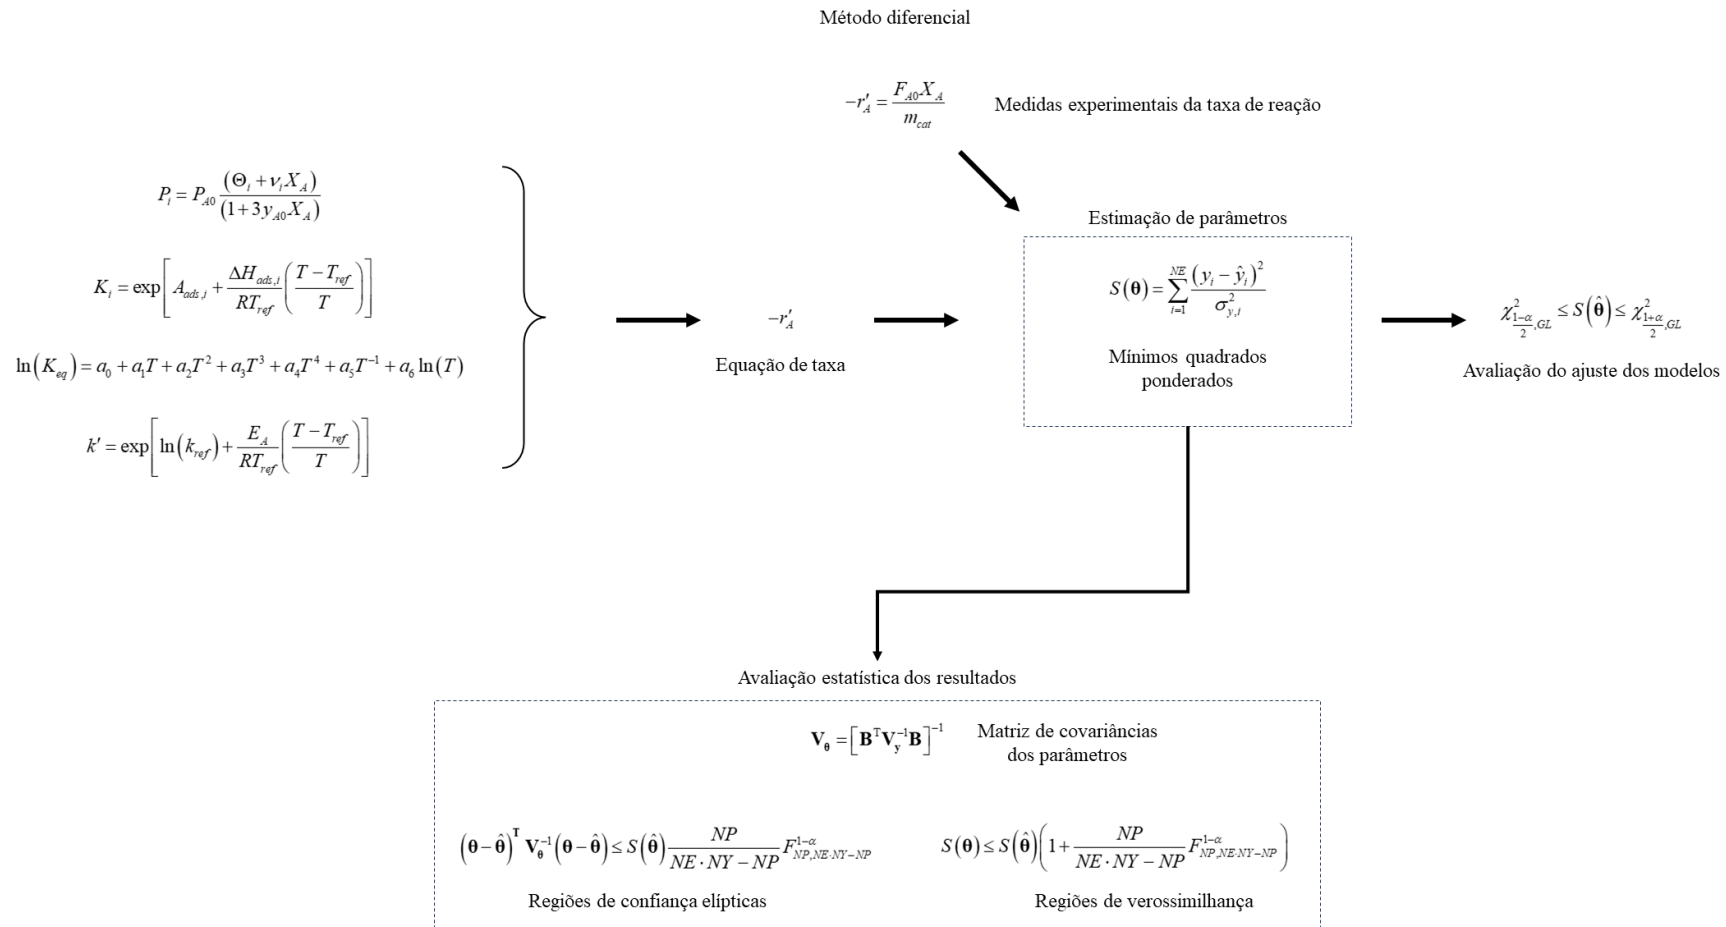 Método diferencial
−r′_A = F_A0 X_A / m_cat
Medidas experimentais da taxa de reação
P_i = P_A0 (Θ_i + ν_i X_A) / (1 + 3y_A0 X_A)
K_i = exp[A_ads,i + ΔH_ads,i / RT_ref ((T − T_ref) / T)]
ln(K_eq) = a_0 + a_1T + a_2T^2 + a_3T^3 + a_4T^4 + a_5T^−1 + a_6 ln(T)
k′ = exp[ln(k_ref) + E_A / RT_ref ((T − T_ref) / T)]
−r′_A
Equação de taxa
Estimação de parâmetros
S(θ) = ∑_{i=1}^{NE} (y_i − ŷ_i)^2 / σ^2_y,i
Mínimos quadrados
ponderados
χ^2_{(1−α)/2,GL} ≤ S(θ̂) ≤ χ^2_{(1+α)/2,GL}
Avaliação do ajuste dos modelos
Avaliação estatística dos resultados
V_θ = [B^T V_y^−1 B]^−1
Matriz de covariâncias
dos parâmetros
(θ − θ̂)^T V_θ^−1 (θ − θ̂) ≤ S(θ̂) NP / (NE · NY − NP) F^{1−α}_{NP,NE·NY−NP}
Regiões de confiança elípticas
S(θ) ≤ S(θ̂)(1 + NP / (NE · NY − NP) F^{1−α}_{NP,NE·NY−NP})
Regiões de verossimilhança